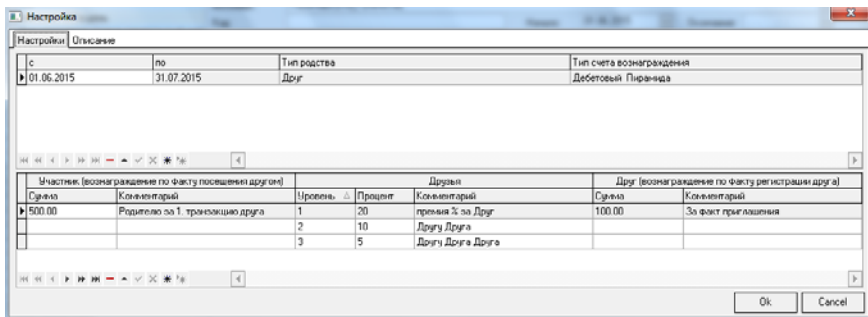 Настройка
Настройки Описание
с по Тип родства Тип счета вознаграждения
01.06.2015 31.07.2015 Друг Дебетовый Пирамида
Участник (вознаграждение по факту посещения другом) Друзья Друг (вознаграждение по факту регистрации друга)
Сумма Комментарий Уровень Процент Комментарий Сумма Комментарий
500.00 Родителю за 1. транзакцию друга 1 20 премия % за Друг 100.00 За факт приглашения
2 10 Другу Друга
3 5 Другу Друга Друга
Ok Cancel